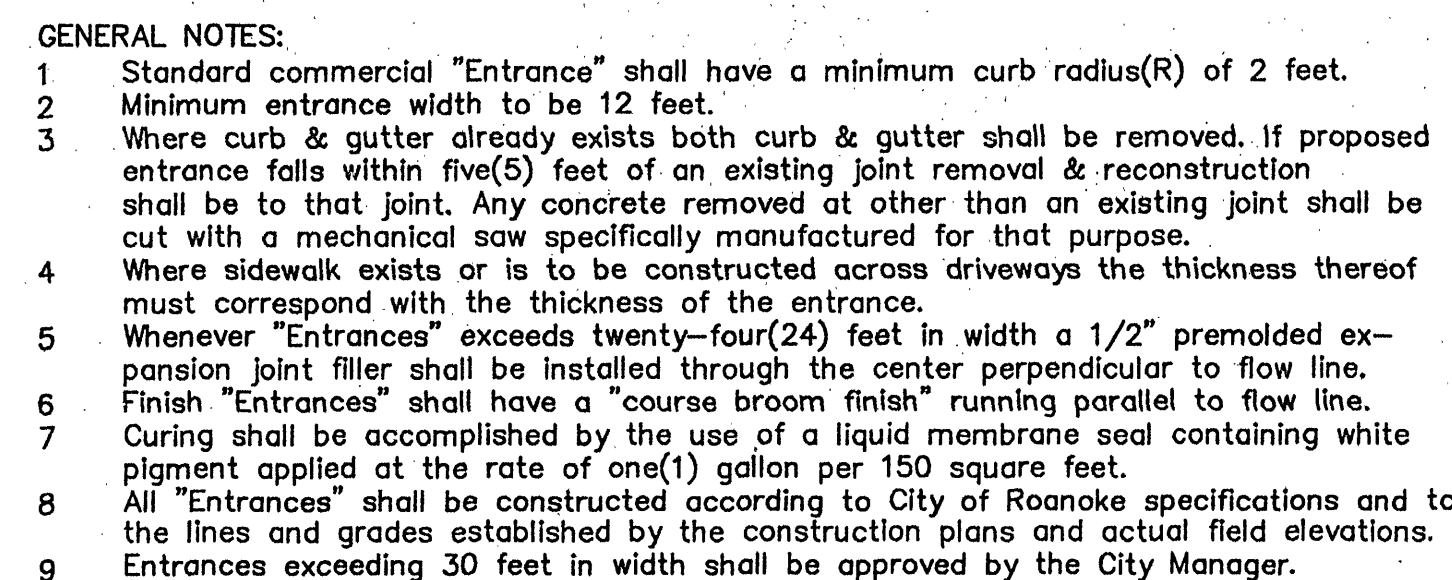 GENERAL NOTES:
1 Standard commercial "Entrance" shall have a minimum curb radius(R) of 2 feet.
2 Minimum entrance width to be 12 feet.
3 Where curb & gutter already exists both curb & gutter shall be removed. If proposed
entrance falls within five(5) feet of an existing joint removal & reconstruction
shall be to that joint. Any concrete removed at other than an existing joint shall be
cut with a mechanical saw specifically manufactured for that purpose.
4 Where sidewalk exists or is to be constructed across driveways the thickness thereof
must correspond with the thickness of the entrance.
5 Whenever "Entrances" exceeds twenty-four(24) feet in width a 1/2" premolded ex-
pansion joint filler shall be installed through the center perpendicular to flow line.
6 Finish "Entrances" shall have a "course broom finish" running parallel to flow line.
7 Curing shall be accomplished by the use of a liquid membrane seal containing white
pigment applied at the rate of one(1) gallon per 150 square feet.
8 All "Entrances" shall be constructed according to City of Roanoke specifications and to
the lines and grades established by the construction plans and actual field elevations.
9 Entrances exceeding 30 feet in width shall be approved by the City Manager.